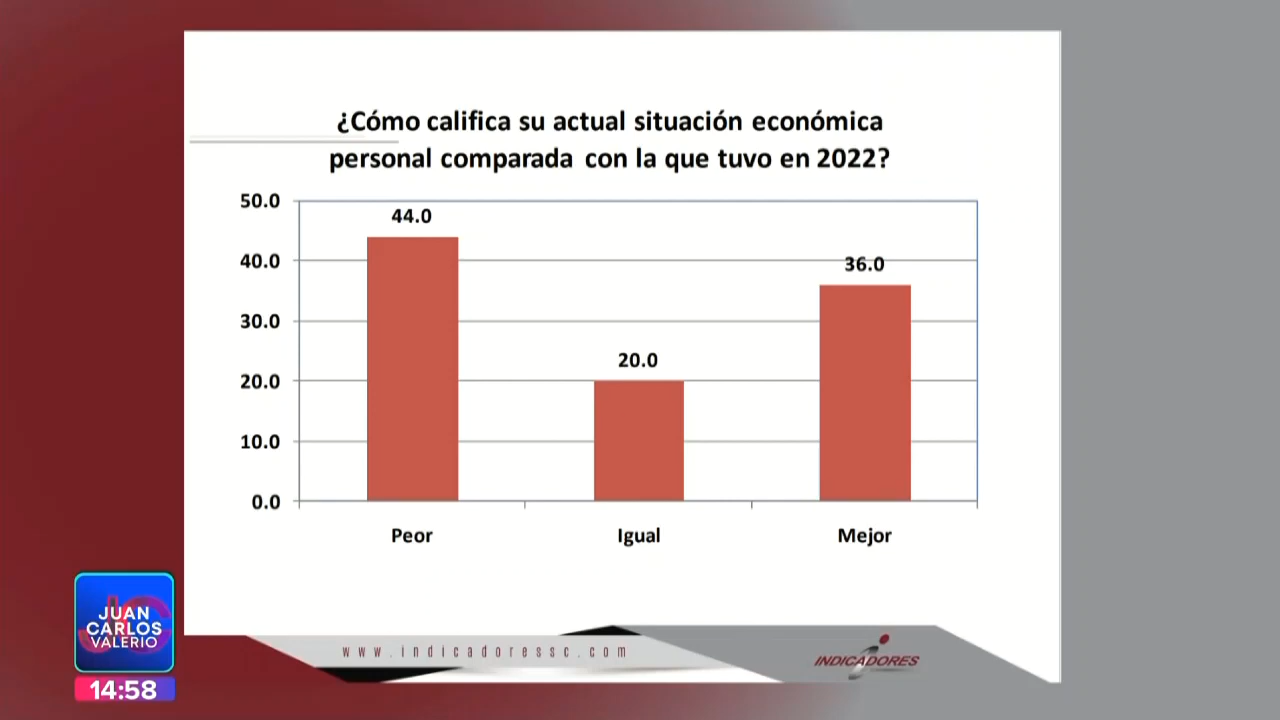 ¿Cómo califica su actual situación económica
personal comparada con la que tuvo en 2022?
50.0
40.0
30.0
20.0
10.0
0.0
44.0
20.0
36.0
Peor
Igual
Mejor
www.indicadoressc.com
INDICADORES
JC
JUAN
CARLOS
VALERIO
14:58